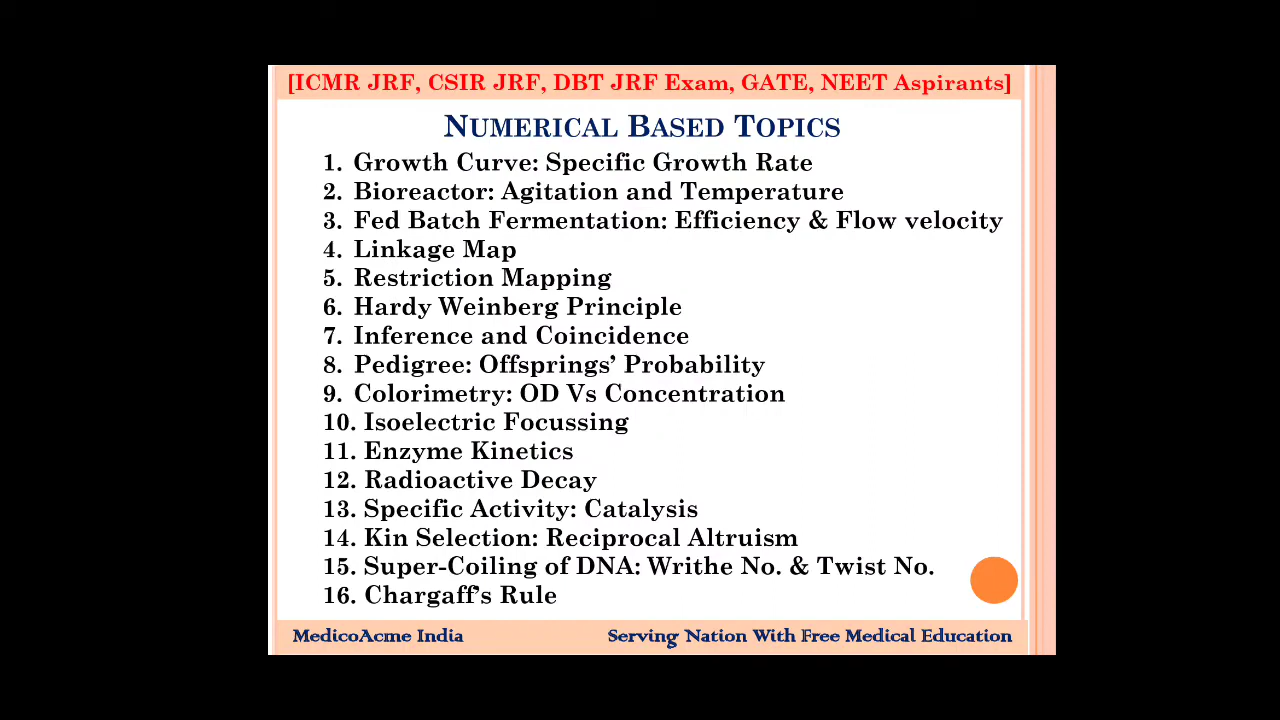 [ICMR JRF, CSIR JRF, DBT JRF Exam, GATE, NEET Aspirants]
NUMERICAL BASED TOPICS
1. Growth Curve: Specific Growth Rate
2. Bioreactor: Agitation and Temperature
3. Fed Batch Fermentation: Efficiency & Flow velocity
4. Linkage Map
5. Restriction Mapping
6. Hardy Weinberg Principle
7. Inference and Coincidence
8. Pedigree: Offsprings’ Probability
9. Colorimetry: OD Vs Concentration
10. Isoelectric Focussing
11. Enzyme Kinetics
12. Radioactive Decay
13. Specific Activity: Catalysis
14. Kin Selection: Reciprocal Altruism
15. Super-Coiling of DNA: Writhe No. & Twist No.
16. Chargaff’s Rule
MedicoAcme India Serving Nation With Free Medical Education